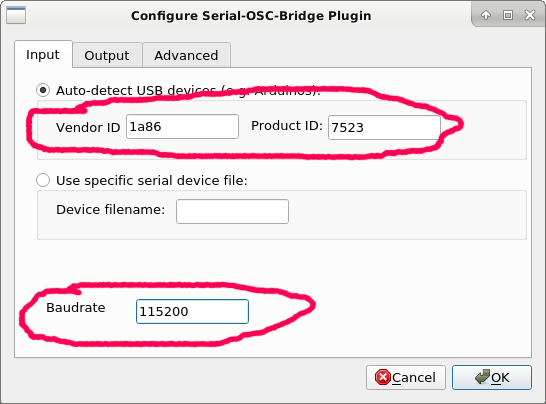 Configure Serial-OSC-Bridge Plugin
Input Output Advanced
Auto-detect USB devices (e.g. Arduinos):
Vendor ID 1a86 Product ID: 7523
Use specific serial device file:
Device filename:
Baudrate 115200
Cancel OK